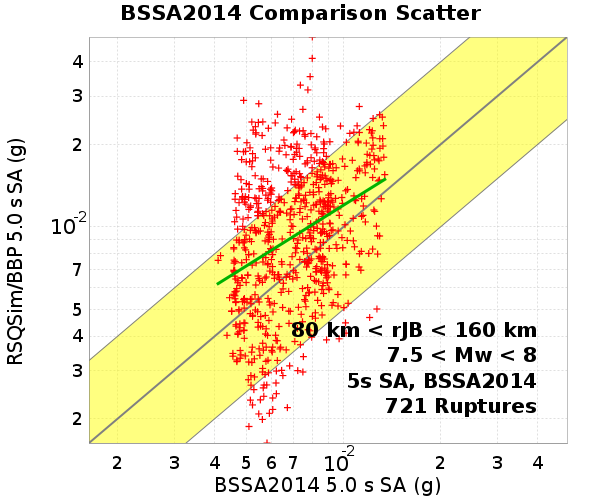 BSSA2014 Comparison Scatter
RSQSim/BBP 5.0 s SA (g)
4
3
2
10-2
7
5
4
3
2
80 km < rJB < 160 km
7.5 < Mw < 8
5s SA, BSSA2014
721 Ruptures
2 3 4 5 6 7 10-2 2 3 4
BSSA2014 5.0 s SA (g)